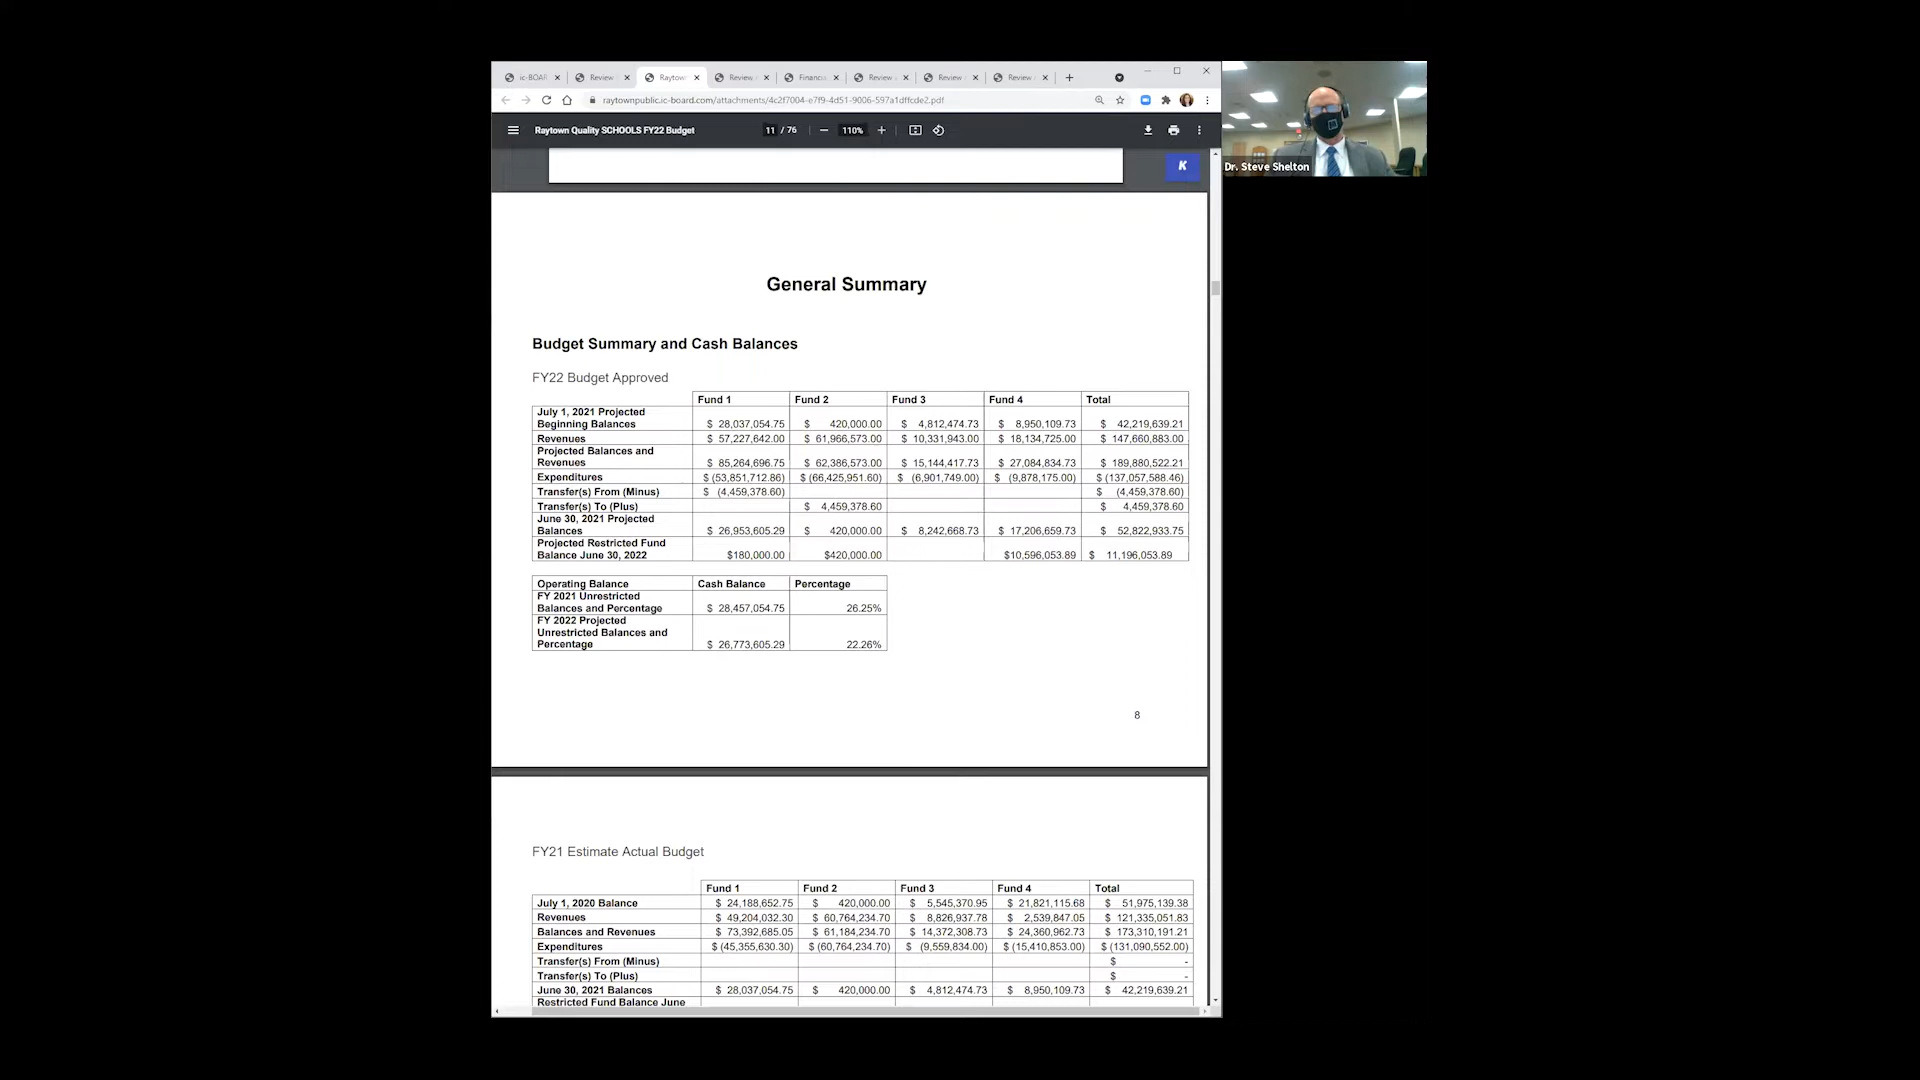 ic-BOAR Review Raytown Review Financial Review Review Review
raytownpublic.ic-board.com/attachments/4c2f7004-e7f9-4d51-9006-597a1dffcde2.pdf
Raytown Quality SCHOOLS FY22 Budget 11 / 76 110%
K
Dr. Steve Shelton
General Summary
Budget Summary and Cash Balances
FY22 Budget Approved
Fund 1 Fund 2 Fund 3 Fund 4 Total
July 1, 2021 Projected
Beginning Balances $ 28,037,054.75 $ 420,000.00 $ 4,812,474.73 $ 8,950,109.73 $ 42,219,639.21
Revenues $ 57,227,642.00 $ 61,966,573.00 $ 10,331,943.00 $ 18,134,725.00 $ 147,660,883.00
Projected Balances and
Revenues $ 85,264,696.75 $ 62,386,573.00 $ 15,144,417.73 $ 27,084,834.73 $ 189,880,522.21
Expenditures $ (53,851,712.86) $ (66,425,951.60) $ (6,901,749.00) $ (9,878,175.00) $ (137,057,588.46)
Transfer(s) From (Minus) $ (4,459,378.60) $ (4,459,378.60)
Transfer(s) To (Plus) $ 4,459,378.60 $ 4,459,378.60
June 30, 2021 Projected
Balances $ 26,953,605.29 $ 420,000.00 $ 8,242,668.73 $ 17,206,659.73 $ 52,822,933.75
Projected Restricted Fund
Balance June 30, 2022 $180,000.00 $420,000.00 $10,596,053.89 $ 11,196,053.89
Operating Balance Cash Balance Percentage
FY 2021 Unrestricted
Balances and Percentage $ 28,457,054.75 26.25%
FY 2022 Projected
Unrestricted Balances and
Percentage $ 26,773,605.29 22.26%
8
FY21 Estimate Actual Budget
Fund 1 Fund 2 Fund 3 Fund 4 Total
July 1, 2020 Balance $ 24,188,652.75 $ 420,000.00 $ 5,545,370.95 $ 21,821,115.68 $ 51,975,139.38
Revenues $ 49,204,032.30 $ 60,764,234.70 $ 8,826,937.78 $ 2,539,847.05 $ 121,335,051.83
Balances and Revenues $ 73,392,685.05 $ 61,184,234.70 $ 14,372,308.73 $ 24,360,962.73 $ 173,310,191.21
Expenditures $ (45,355,630.30) $ (60,764,234.70) $ (9,559,834.00) $ (15,410,853.00) $ (131,090,552.00)
Transfer(s) From (Minus) $ -
Transfer(s) To (Plus) $ -
June 30, 2021 Balances $ 28,037,054.75 $ 420,000.00 $ 4,812,474.73 $ 8,950,109.73 $ 42,219,639.21
Restricted Fund Balance June